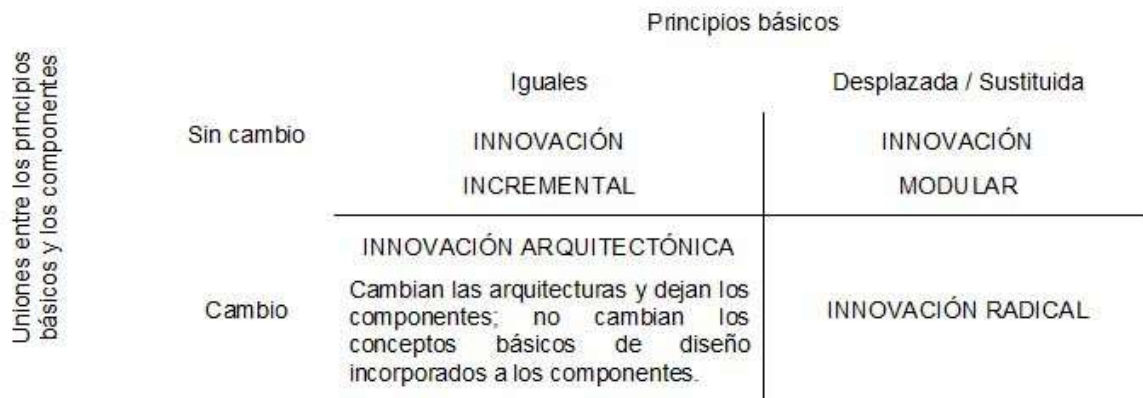 Principios básicos
Uniones entre los principios
básicos y los componentes
Iguales
Desplazada / Sustituida
Sin cambio
INNOVACIÓN
INCREMENTAL
INNOVACIÓN
MODULAR
Cambio
INNOVACIÓN ARQUITECTÓNICA
Cambian las arquitecturas y dejan los
componentes; no cambian los
conceptos básicos de diseño
incorporados a los componentes.
INNOVACIÓN RADICAL